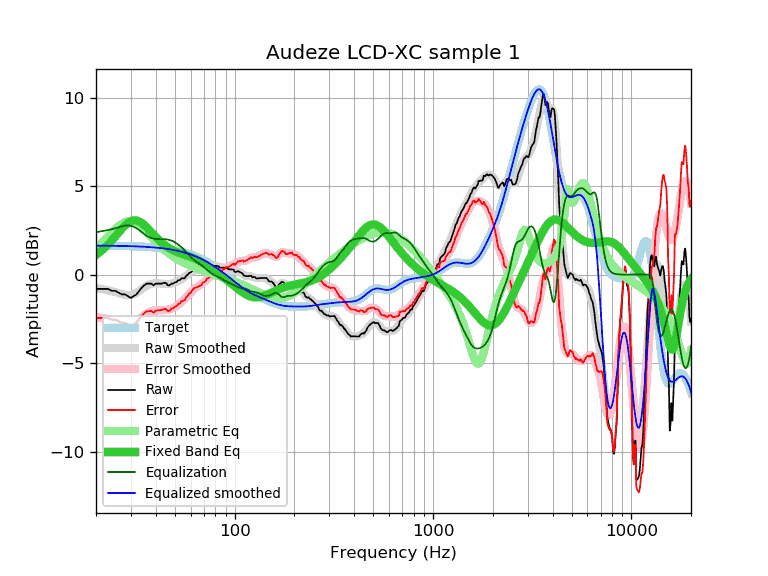 Audeze LCD-XC sample 1
Amplitude (dBr)
10
5
0
−5
−10
Target
Raw Smoothed
Error Smoothed
Raw
Error
Parametric Eq
Fixed Band Eq
Equalization
Equalized smoothed
100
1000
10000
Frequency (Hz)